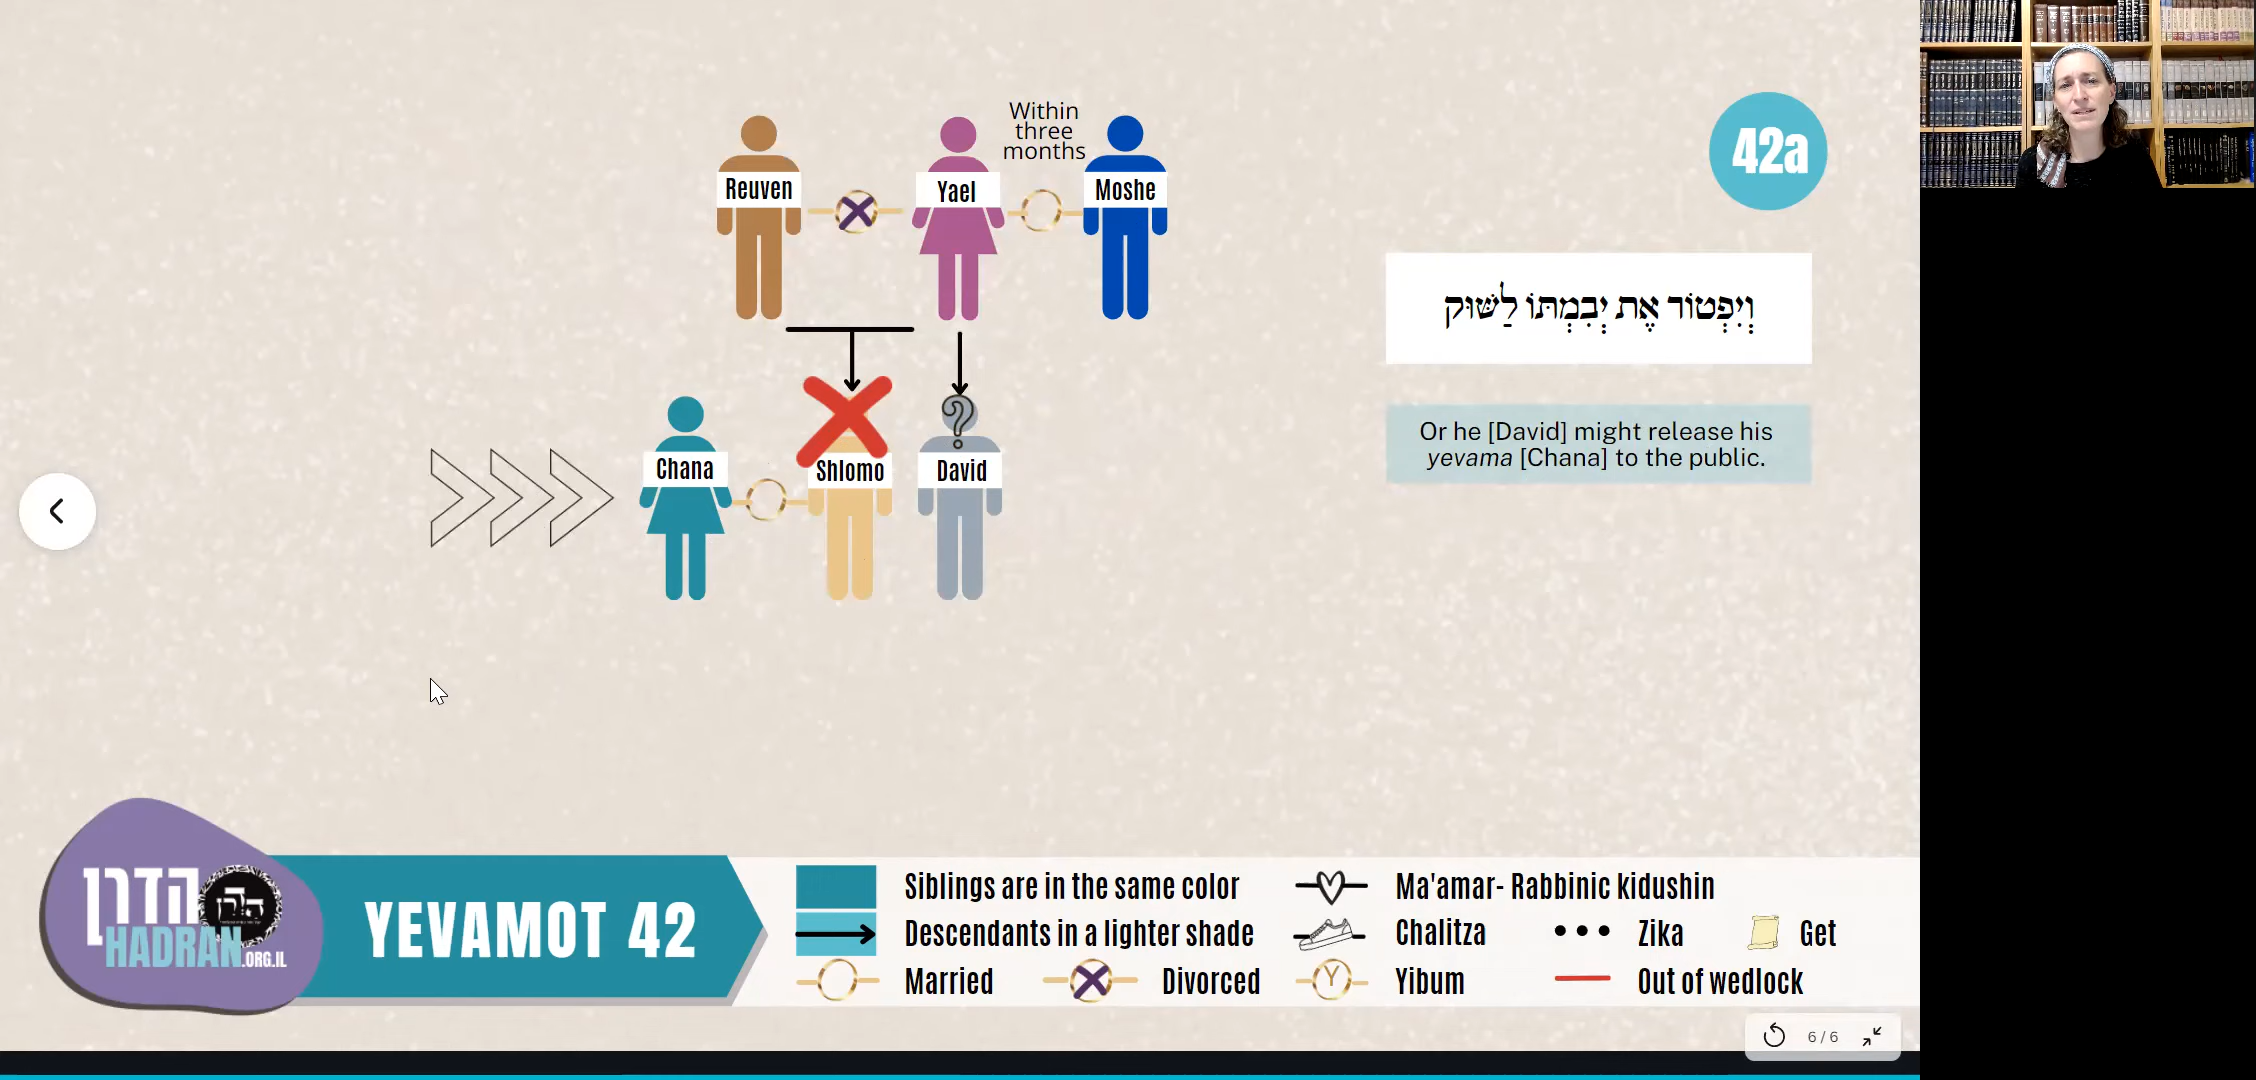 Within
three
months
Reuven
Yael
Moshe
42a
וְיִפְטוֹר אֶת יְבִמְתּוֹ לַשּׁוּק
Or he [David] might release his
yevama [Chana] to the public.
?
Chana
Shlomo
David
הדרן
הדרן
HADRAN.ORG.IL
YEVAMOT 42
Siblings are in the same color
Descendants in a lighter shade
Married
Divorced
Ma'amar- Rabbinic kidushin
Chalitza
Zika
Get
Y
Yibum
Out of wedlock
6 / 6